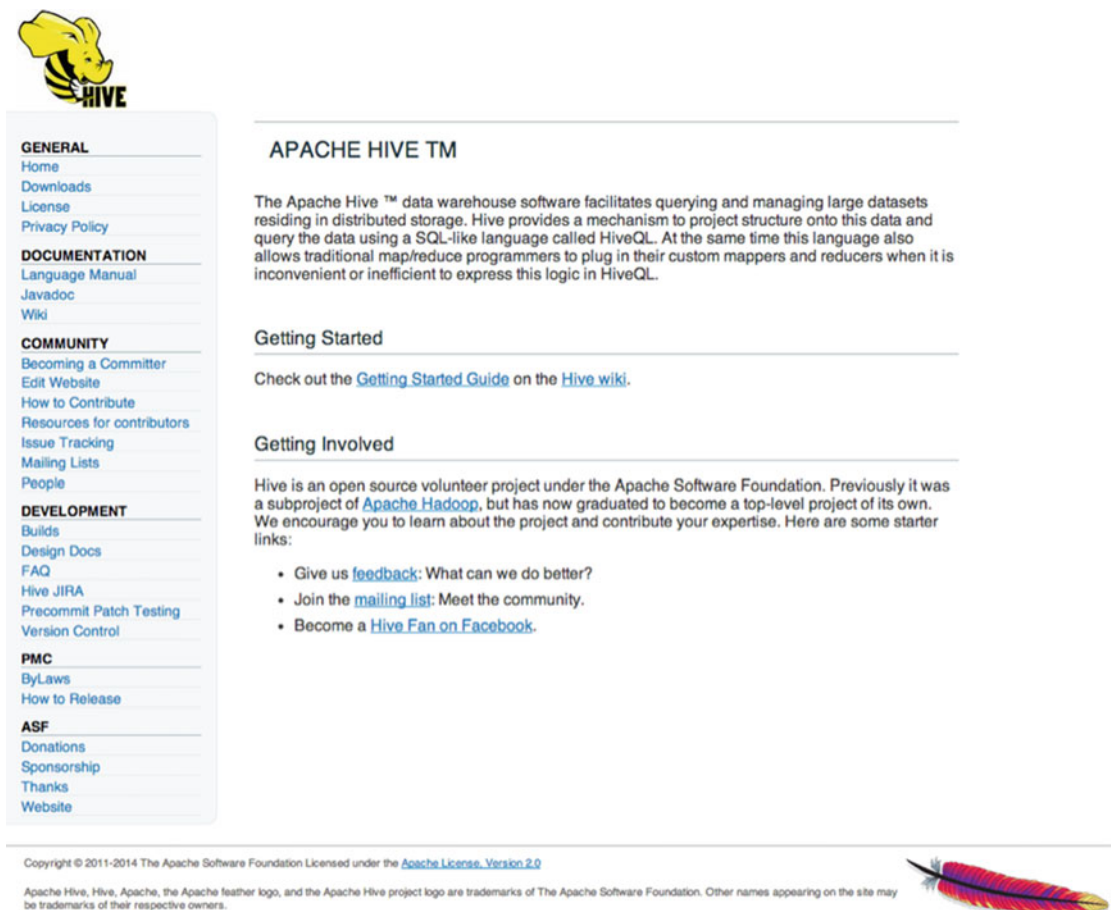 HIVE
GENERAL
Home
Downloads
License
Privacy Policy
DOCUMENTATION
Language Manual
Javadoc
Wiki
COMMUNITY
Becoming a Committer
Edit Website
How to Contribute
Resources for contributors
Issue Tracking
Mailing Lists
People
DEVELOPMENT
Builds
Design Docs
FAQ
Hive JIRA
Precommit Patch Testing
Version Control
PMC
ByLaws
How to Release
ASF
Donations
Sponsorship
Thanks
Website
APACHE HIVE TM
The Apache Hive ™ data warehouse software facilitates querying and managing large datasets
residing in distributed storage. Hive provides a mechanism to project structure onto this data and
query the data using a SQL-like language called HiveQL. At the same time this language also
allows traditional map/reduce programmers to plug in their custom mappers and reducers when it is
inconvenient or inefficient to express this logic in HiveQL.
Getting Started
Check out the Getting Started Guide on the Hive wiki.
Getting Involved
Hive is an open source volunteer project under the Apache Software Foundation. Previously it was
a subproject of Apache Hadoop, but has now graduated to become a top-level project of its own.
We encourage you to learn about the project and contribute your expertise. Here are some starter
links:
• Give us feedback: What can we do better?
• Join the mailing list: Meet the community.
• Become a Hive Fan on Facebook.
Copyright © 2011-2014 The Apache Software Foundation Licensed under the Apache License, Version 2.0
Apache Hive, Hive, Apache, the Apache feather logo, and the Apache Hive project logo are trademarks of The Apache Software Foundation. Other names appearing on the site may
be trademarks of their respective owners.